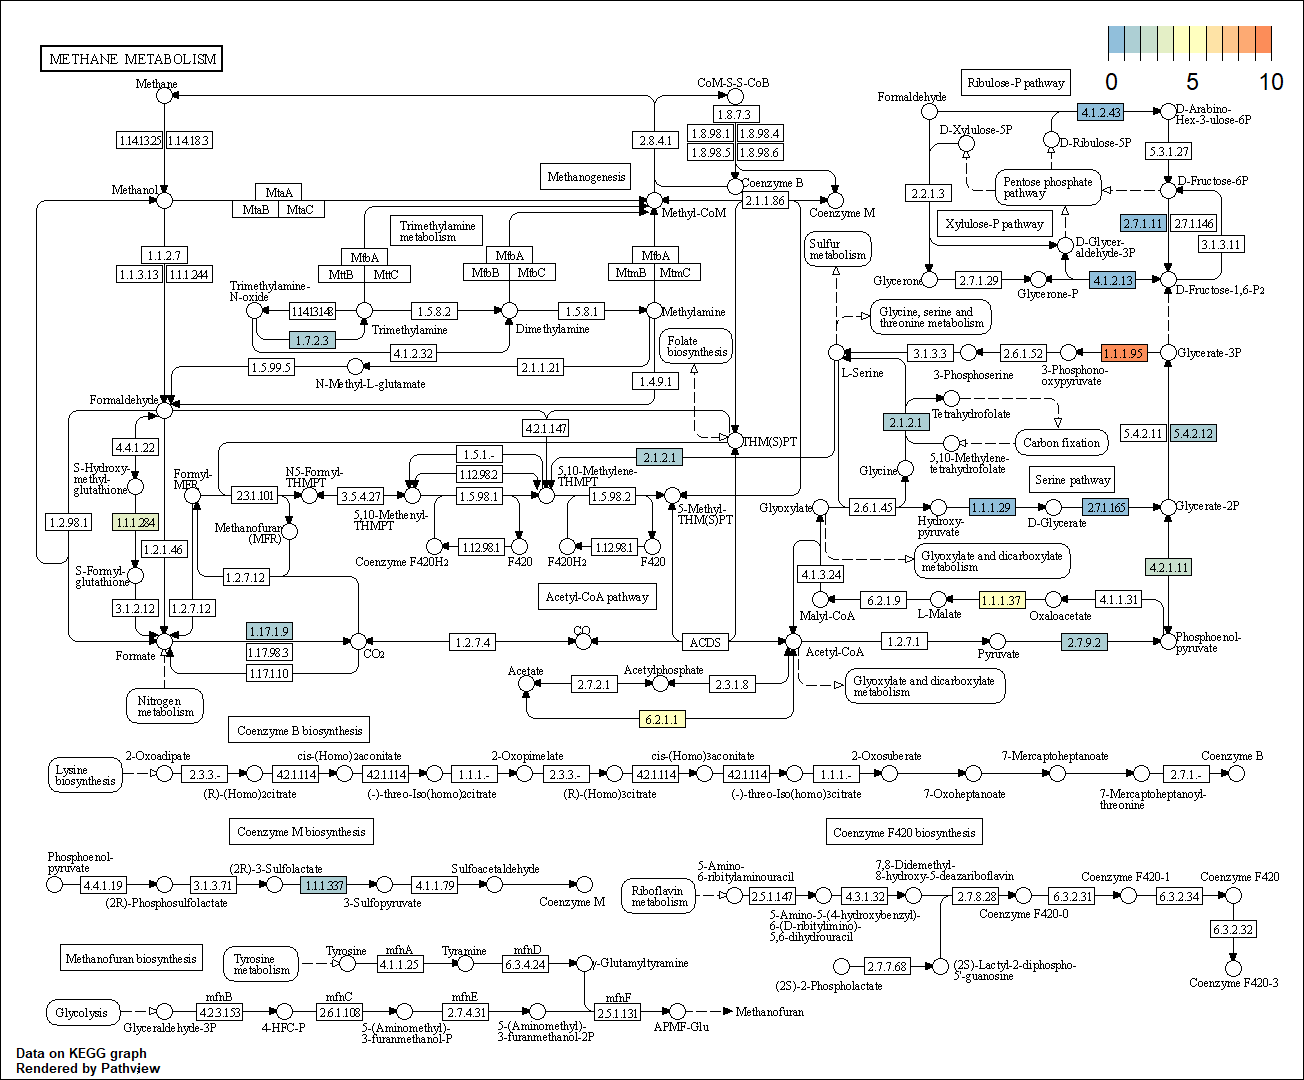 METHANE METABOLISM
0 5 10
Methane
CoM-S-S-CoB
Ribulose-P pathway
Formaldehyde
1.8.7.3
4.1.2.43
D-Arabino-
Hex-3-ulose-6P
1.14.13.25
1.14.18.3
2.8.4.1
1.8.98.1
1.8.98.4
1.8.98.5
1.8.98.6
D-Xylulose-5P
D-Ribulose-5P
5.3.1.27
Methanogenesis
Methanol
MtaA
MtaB
MtaC
Coenzyme B
2.1.1.86
Methyl-CoM
Coenzyme M
2.2.1.3
Pentose phosphate
pathway
D-Fructose-6P
Trimethylamine
metabolism
Xylulose-P pathway
2.7.1.11
2.7.1.146
3.1.3.11
Sulfur
metabolism
D-Glycer-
aldehyde-3P
1.1.2.7
1.1.3.13
1.1.1.244
MfbA
MttB
MttC
MfbA
MfbB
MfbC
MfbA
MtmB
MtmC
Glycerone
2.7.1.29
Glycerone-P
4.1.2.13
D-Fructose-1,6-P2
Trimethylamine-
N-oxide
1.14.13.148
1.5.8.2
1.5.8.1
Methylamine
Trimethylamine
Dimethylamine
1.7.2.3
4.1.2.32
Glycine, serine and
threonine metabolism
Folate
biosynthesis
1.5.99.5
2.1.1.21
N-Methyl-L-glutamate
1.4.9.1
L-Serine
3.1.3.3
2.6.1.52
1.1.1.95
Glycerate-3P
3-Phosphoserine
3-Phosphono-
oxypyruvate
Formaldehyde
4.2.1.147
THM(S)PT
2.1.2.1
Tetrahydrofolate
Carbon fixation
5,10-Methylene-
tetrahydrofolate
5.4.2.11
5.4.2.12
4.4.1.22
S-Hydroxy-
methyl-
glutathione
Formyl-
MFR
N5-Formyl-
THMPT
1.5.1.-
1.12.98.2
2.1.2.1
5,10-Methylene-
THMPT
Glycine
Serine pathway
2.3.1.101
3.5.4.27
1.5.98.1
1.5.98.2
5,10-Methenyl-
THMPT
5-Methyl-
THM(S)PT
Glyoxylate
2.6.1.45
Hydroxy-
pyruvate
1.1.1.29
D-Glycerate
2.7.1.165
Glycerate-2P
1.2.98.1
1.1.1.284
Methanofuran
(MFR)
1.12.98.1
1.12.98.1
Coenzyme F420H2
F420
F420H2
F420
1.2.1.46
S-Formyl-
glutathione
1.2.7.12
Glyoxylate and dicarboxylate
metabolism
4.1.3.24
4.2.1.11
3.1.2.12
1.2.7.12
Acetyl-CoA pathway
Malyl-CoA
6.2.1.9
L-Malate
1.1.1.37
Oxaloacetate
4.1.1.31
1.17.1.9
1.17.98.3
1.17.1.10
Formate
CO2
1.2.7.4
CO
ACDS
Acetyl-CoA
1.2.7.1
Pyruvate
2.7.9.2
Phosphoenol-
pyruvate
Nitrogen
metabolism
Acetate
2.7.2.1
Acetylphosphate
2.3.1.8
6.2.1.1
Glyoxylate and dicarboxylate
metabolism
Coenzyme B biosynthesis
Lysine
biosynthesis
2-Oxoadipate
2.3.3.-
(R)-(Homo)2citrate
4.2.1.114
cis-(Homo)2aconitate
4.2.1.114
(-)-threo-Iso(homo)2citrate
1.1.1.-
2-Oxopimelate
2.3.3.-
(R)-(Homo)3citrate
4.2.1.114
cis-(Homo)3aconitate
4.2.1.114
(-)-threo-Iso(homo)3citrate
1.1.1.-
2-Oxosuberate
7-Oxoheptanoate
7-Mercaptoheptanoate
7-Mercaptoheptanoyl-
threonine
2.7.1.-
Coenzyme B
Coenzyme M biosynthesis
Phosphoenol-
pyruvate
4.4.1.19
(2R)-Phosphosulfolactate
3.1.3.71
(2R)-3-Sulfolactate
1.1.1.337
3-Sulfopyruvate
4.1.1.79
Sulfoacetaldehyde
Coenzyme M
Coenzyme F420 biosynthesis
Riboflavin
metabolism
5-Amino-
6-ribitylaminouracil
2.5.1.147
5-Amino-5-(4-hydroxybenzyl)-
6-(D-ribitylimino)-
5,6-dihydrouracil
4.3.1.32
7,8-Didemethyl-
8-hydroxy-5-deazariboflavin
2.7.8.28
Coenzyme F420-0
6.3.2.31
Coenzyme F420-1
6.3.2.34
Coenzyme F420
6.3.2.32
Coenzyme F420-3
(2S)-2-Phospholactate
2.7.7.68
(2S)-Lactyl-2-diphospho-
5'-guanosine
Methanofuran biosynthesis
Tyrosine
metabolism
Tyrosine
mfnA
4.1.1.25
Tyramine
mfnD
6.3.4.24
γ-Glutamyltyramine
Glycolysis
Glyceraldehyde-3P
mfnB
4.2.3.153
4-HFC-P
mfnC
2.6.1.108
5-(Aminomethyl)-
3-furanmethanol-P
mfnE
2.7.4.31
5-(Aminomethyl)-
3-furanmethanol-2P
mfnF
2.5.1.131
APMF-Glu
Methanofuran
Data on KEGG graph
Rendered by Pathview